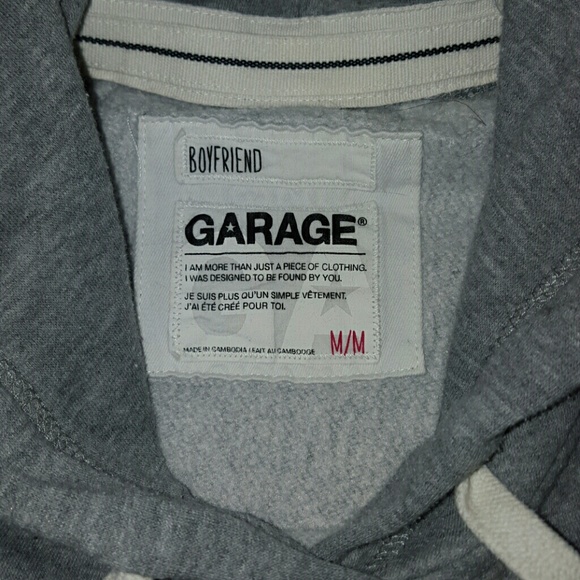 BOYFRIEND
GARAGE®
I AM MORE THAN JUST A PIECE OF CLOTHING.
I WAS DESIGNED TO BE FOUND BY YOU.
JE SUIS PLUS QU'UN SIMPLE VÊTEMENT.
J'AI ÉTÉ CRÉÉ POUR TOI.
MADE IN CAMBODIA / FAIT AU CAMBODGE M/M